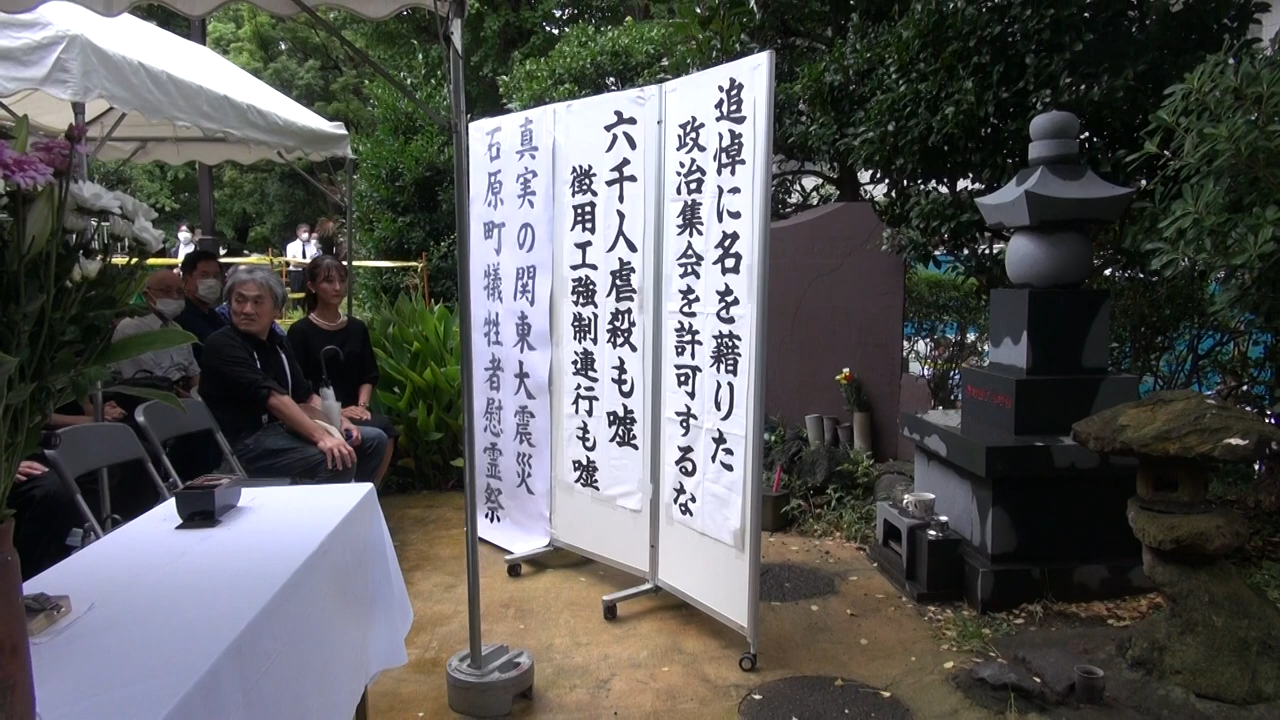 追悼に名を藉りた
政治集会を許可するな
六千人虐殺も嘘
徴用工強制連行も嘘
真実の関東大震災
石原町犠牲者慰霊祭